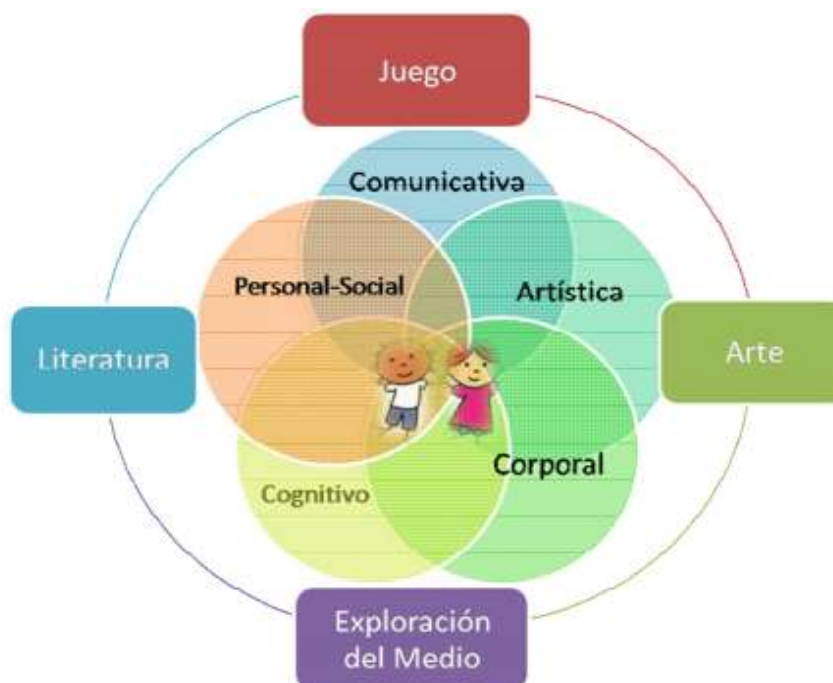 Juego
Comunicativa
Personal-Social
Artística
Literatura
Arte
Corporal
Cognitivo
Exploración
del Medio